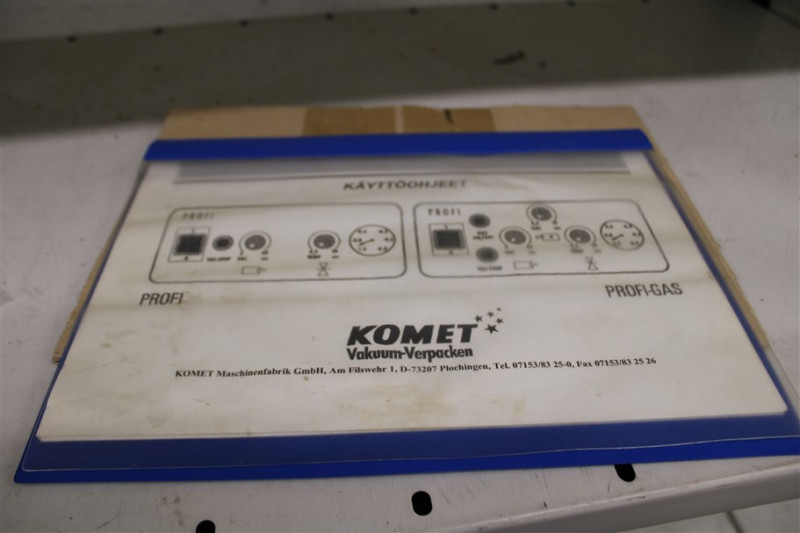 KÄYTTÖOHJEET
PROFI
PROFI
PROFI
PROFI-GAS
KOMET
Vakuum-Verpacken
KOMET Maschinenfabrik GmbH, Am Filswehr 1, D-73207 Plochingen, Tel. 07153/83 25-0, Fax 07153/83 25 26